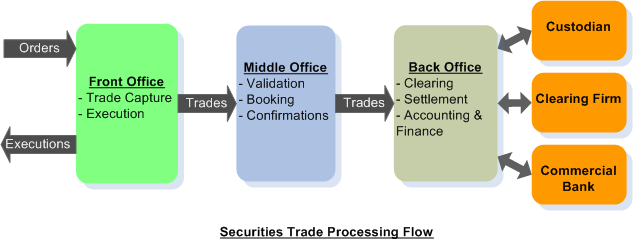 Orders
Executions
Front Office
- Trade Capture
- Execution
Trades
Middle Office
- Validation
- Booking
- Confirmations
Trades
Back Office
- Clearing
- Settlement
- Accounting &
Finance
Custodian
Clearing Firm
Commercial
Bank
Securities Trade Processing Flow